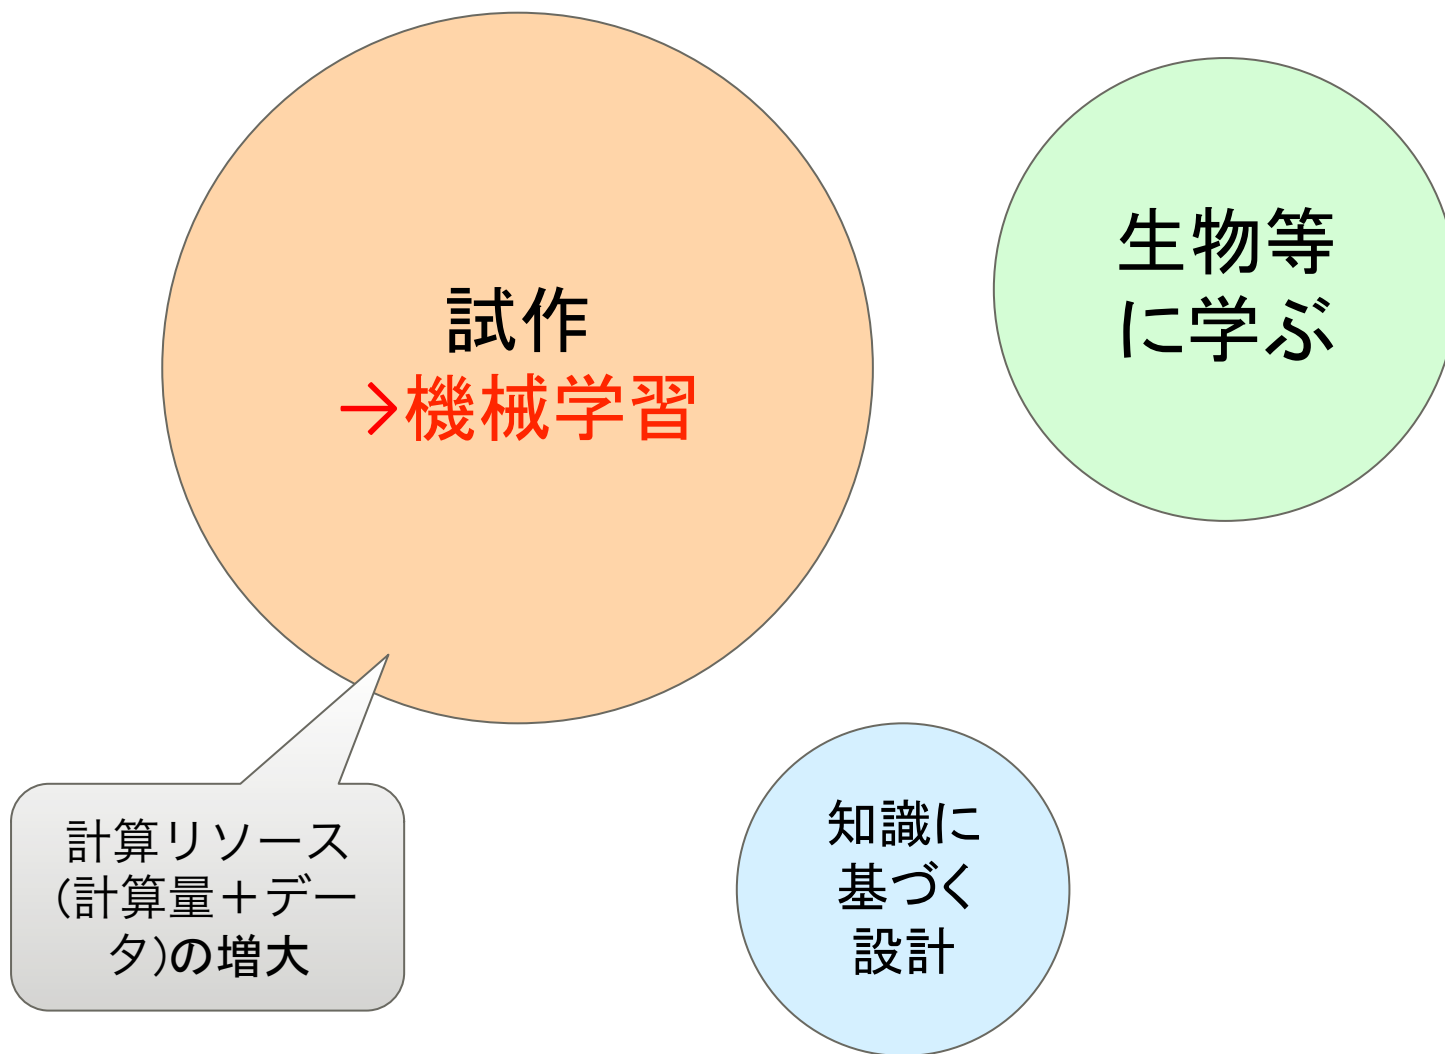 試作
→機械学習
生物等
に学ぶ
知識に
基づく
設計
計算リソース
(計算量＋デー
タ)の増大